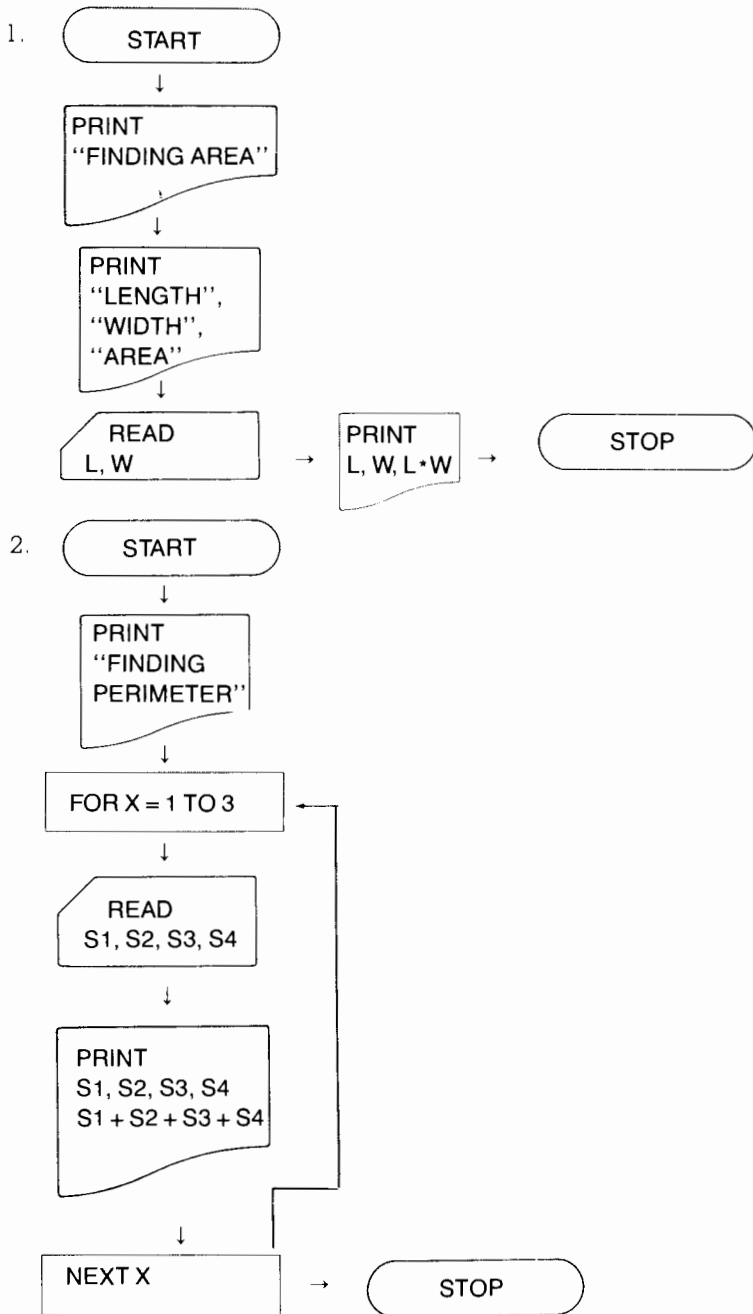 1.
START
PRINT
“FINDING AREA”
PRINT
“LENGTH”,
“WIDTH”,
“AREA”
READ
L, W
PRINT
L, W, L*W
STOP
2.
START
PRINT
“FINDING
PERIMETER”
FOR X = 1 TO 3
READ
S1, S2, S3, S4
PRINT
S1, S2, S3, S4
S1 + S2 + S3 + S4
NEXT X
STOP